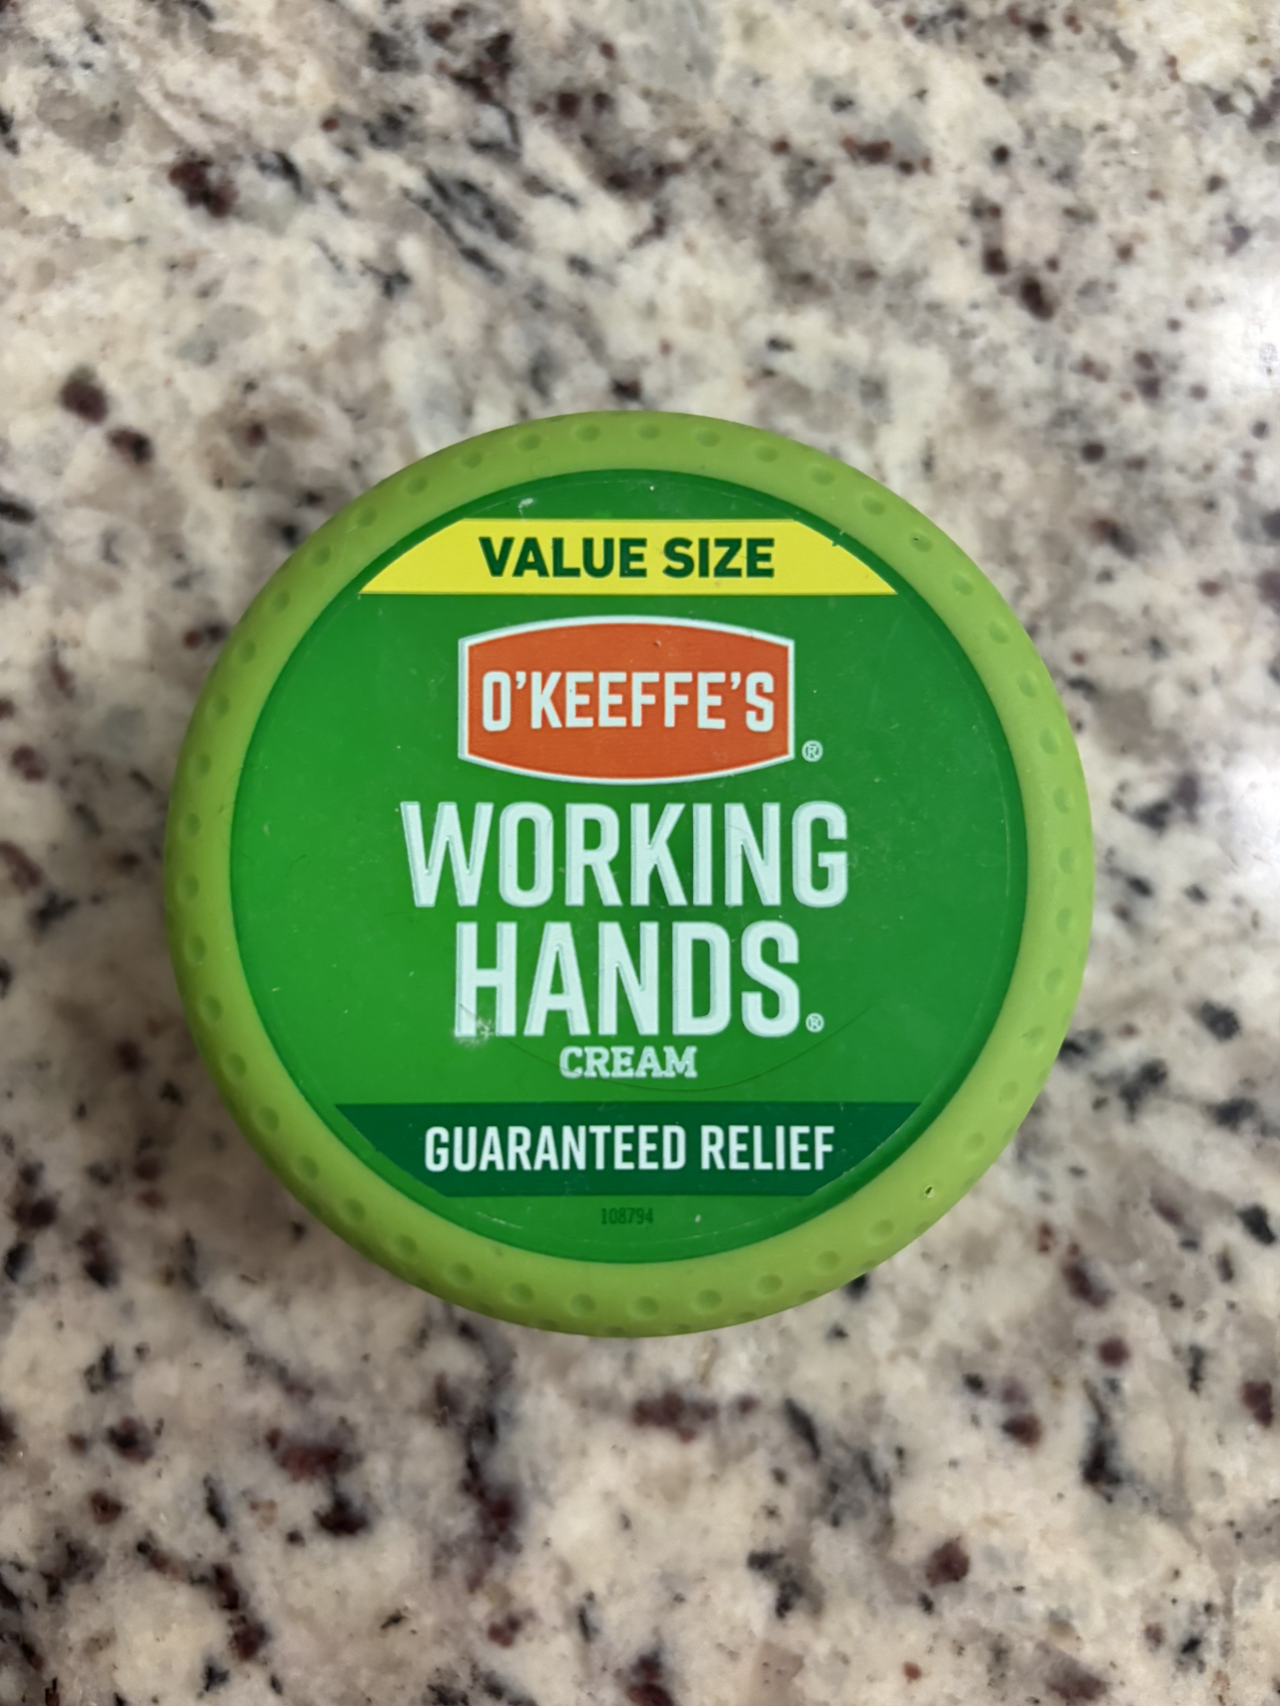 VALUE SIZE
O'KEEFFE'S®
WORKING
HANDS®
CREAM
GUARANTEED RELIEF
108794